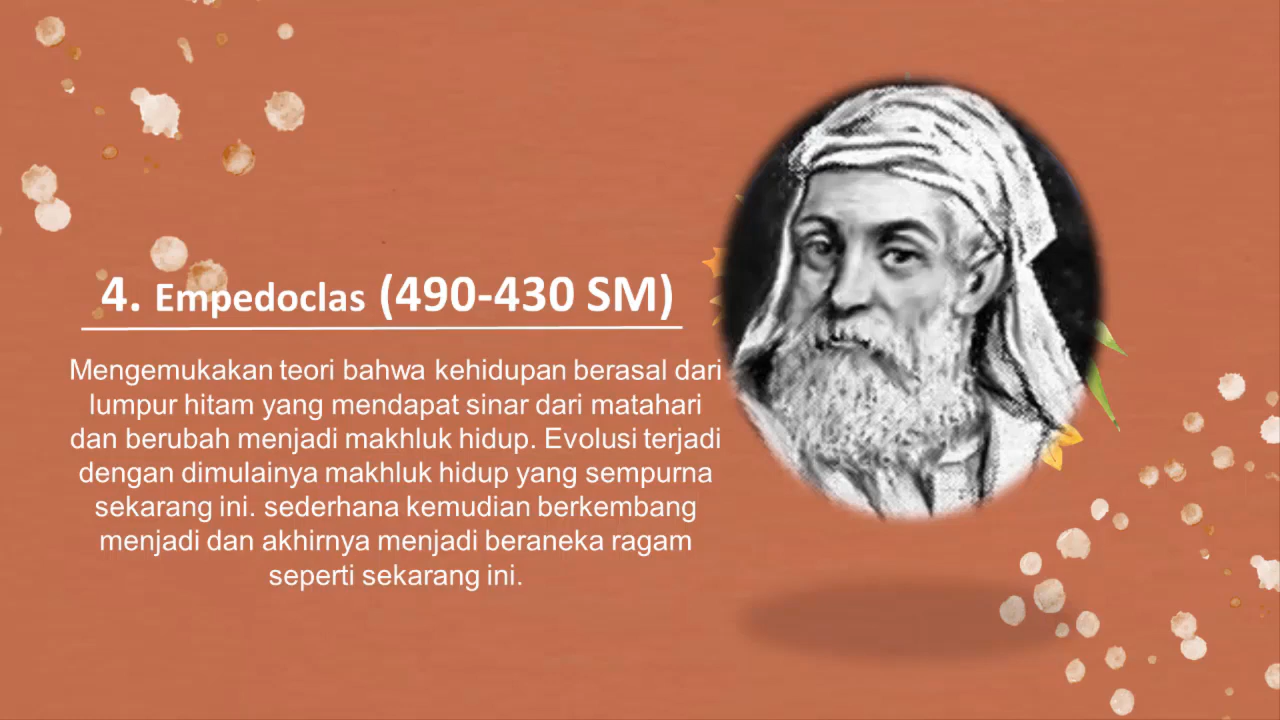 4. Empedoclas (490-430 SM)
Mengemukakan teori bahwa kehidupan berasal dari
lumpur hitam yang mendapat sinar dari matahari
dan berubah menjadi makhluk hidup. Evolusi terjadi
dengan dimulainya makhluk hidup yang sempurna
sekarang ini. sederhana kemudian berkembang
menjadi dan akhirnya menjadi beraneka ragam
seperti sekarang ini.